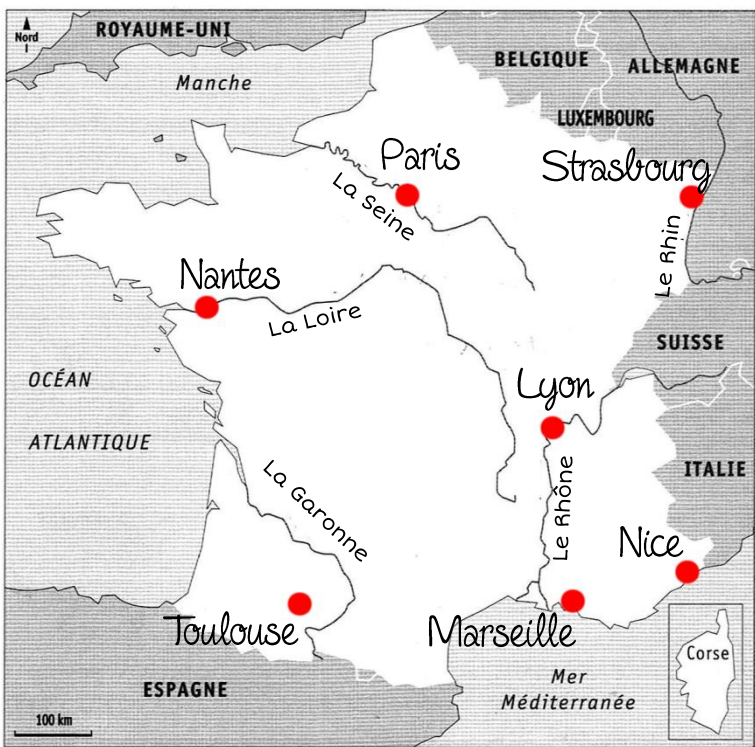 Nord
ROYAUME-UNI
BELGIQUE
ALLEMAGNE
Manche
LUXEMBOURG
Paris
Strasbourg
La Seine
Le Rhin
Nantes
La Loire
SUISSE
OCÉAN
ATLANTIQUE
Lyon
ITALIE
La Garonne
Le Rhône
Nice
Toulouse
Marseille
Corse
ESPAGNE
Mer
Méditerranée
100 km